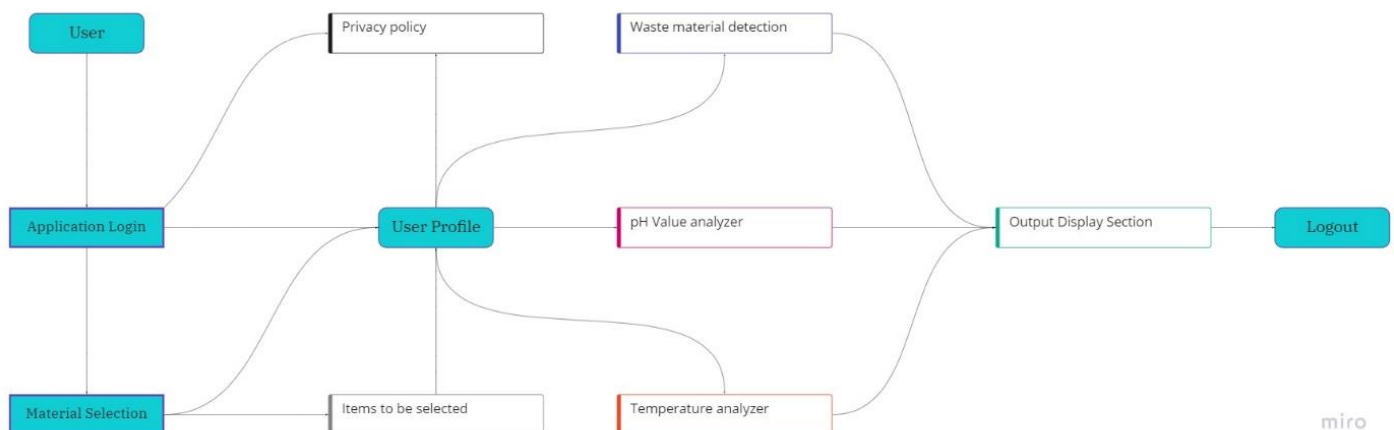 User
Privacy policy
Waste material detection
Application Login
User Profile
pH Value analyzer
Output Display Section
Logout
Material Selection
Items to be selected
Temperature analyzer
miro